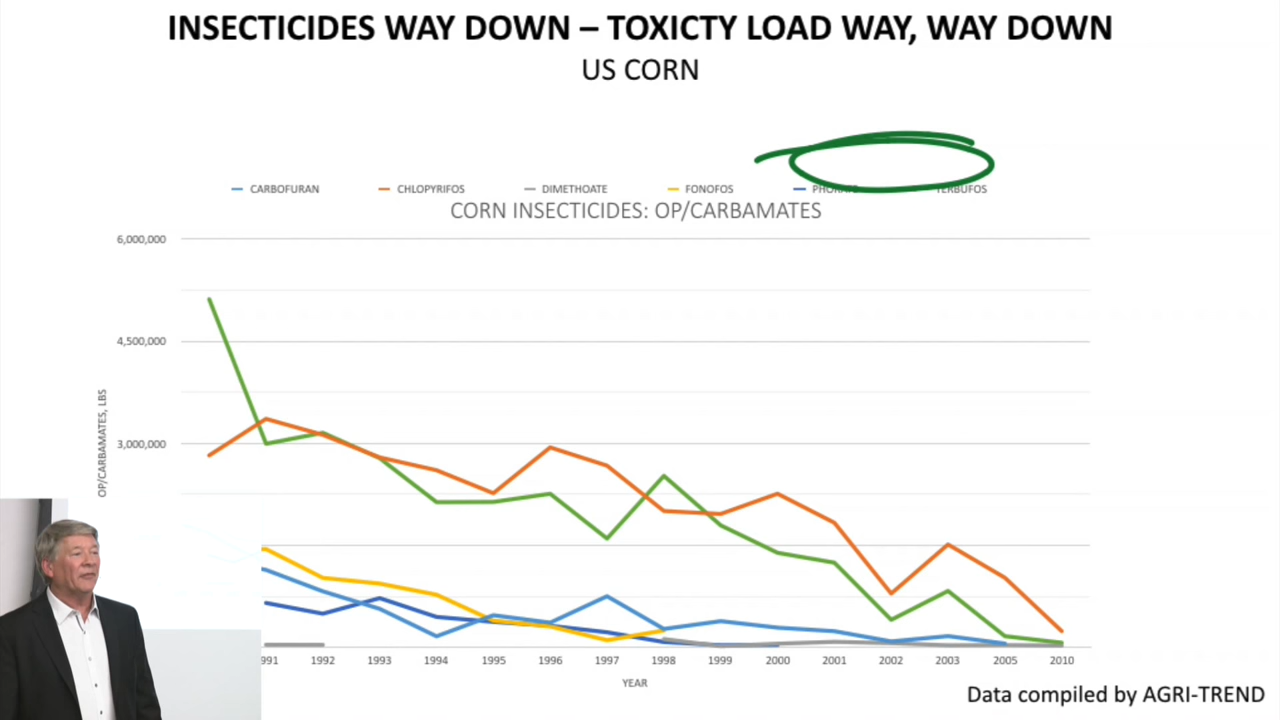 INSECTICIDES WAY DOWN – TOXICTY LOAD WAY, WAY DOWN
US CORN
CARBOFURAN CHLOPYRIFOS DIMETHOATE FONOFOS PHORATE TERBUFOS
CORN INSECTICIDES: OP/CARBAMATES
6,000,000
4,500,000
3,000,000
OP/CARBAMATES, LBS
991 1992 1993 1994 1995 1996 1997 1998 1999 2000 2001 2002 2003 2005 2010
YEAR
Data compiled by AGRI-TREND